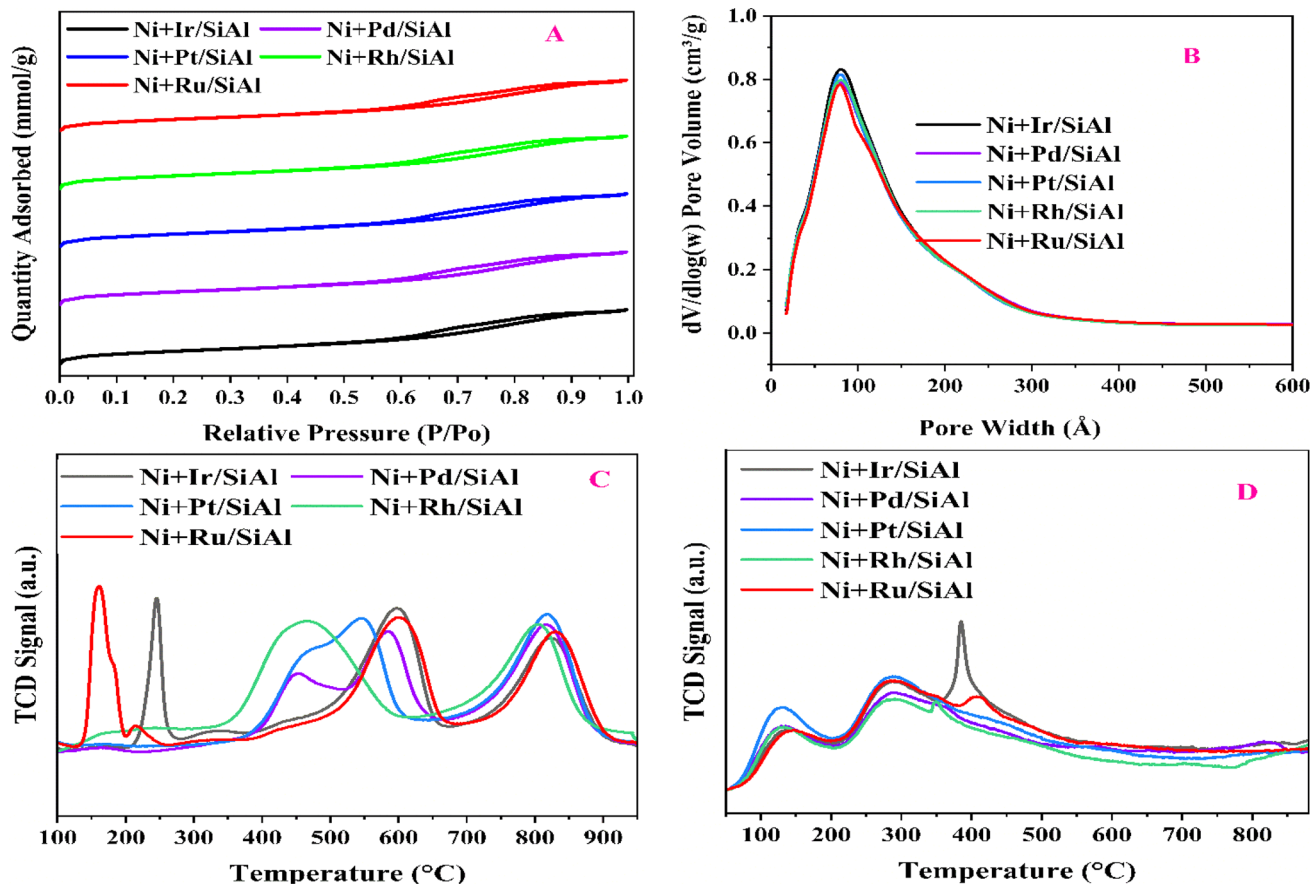 Ni+Ir/SiAl Ni+Pd/SiAl
Ni+Pt/SiAl Ni+Rh/SiAl
Ni+Ru/SiAl
A
Quantity Adsorbed (mmol/g)
0.0 0.1 0.2 0.3 0.4 0.5 0.6 0.7 0.8 0.9 1.0
Relative Pressure (P/Po)
B
dV/dlog(w) Pore Volume (cm³/g)
1.0
0.8
0.6
0.4
0.2
0.0
Ni+Ir/SiAl
Ni+Pd/SiAl
Ni+Pt/SiAl
Ni+Rh/SiAl
Ni+Ru/SiAl
0 100 200 300 400 500 600
Pore Width (Å)
Ni+Ir/SiAl Ni+Pd/SiAl
Ni+Pt/SiAl Ni+Rh/SiAl
Ni+Ru/SiAl
C
TCD Signal (a.u.)
100 200 300 400 500 600 700 800 900
Temperature (°C)
Ni+Ir/SiAl
Ni+Pd/SiAl
Ni+Pt/SiAl
Ni+Rh/SiAl
Ni+Ru/SiAl
D
TCD Signal (a.u.)
100 200 300 400 500 600 700 800
Temperature (°C)